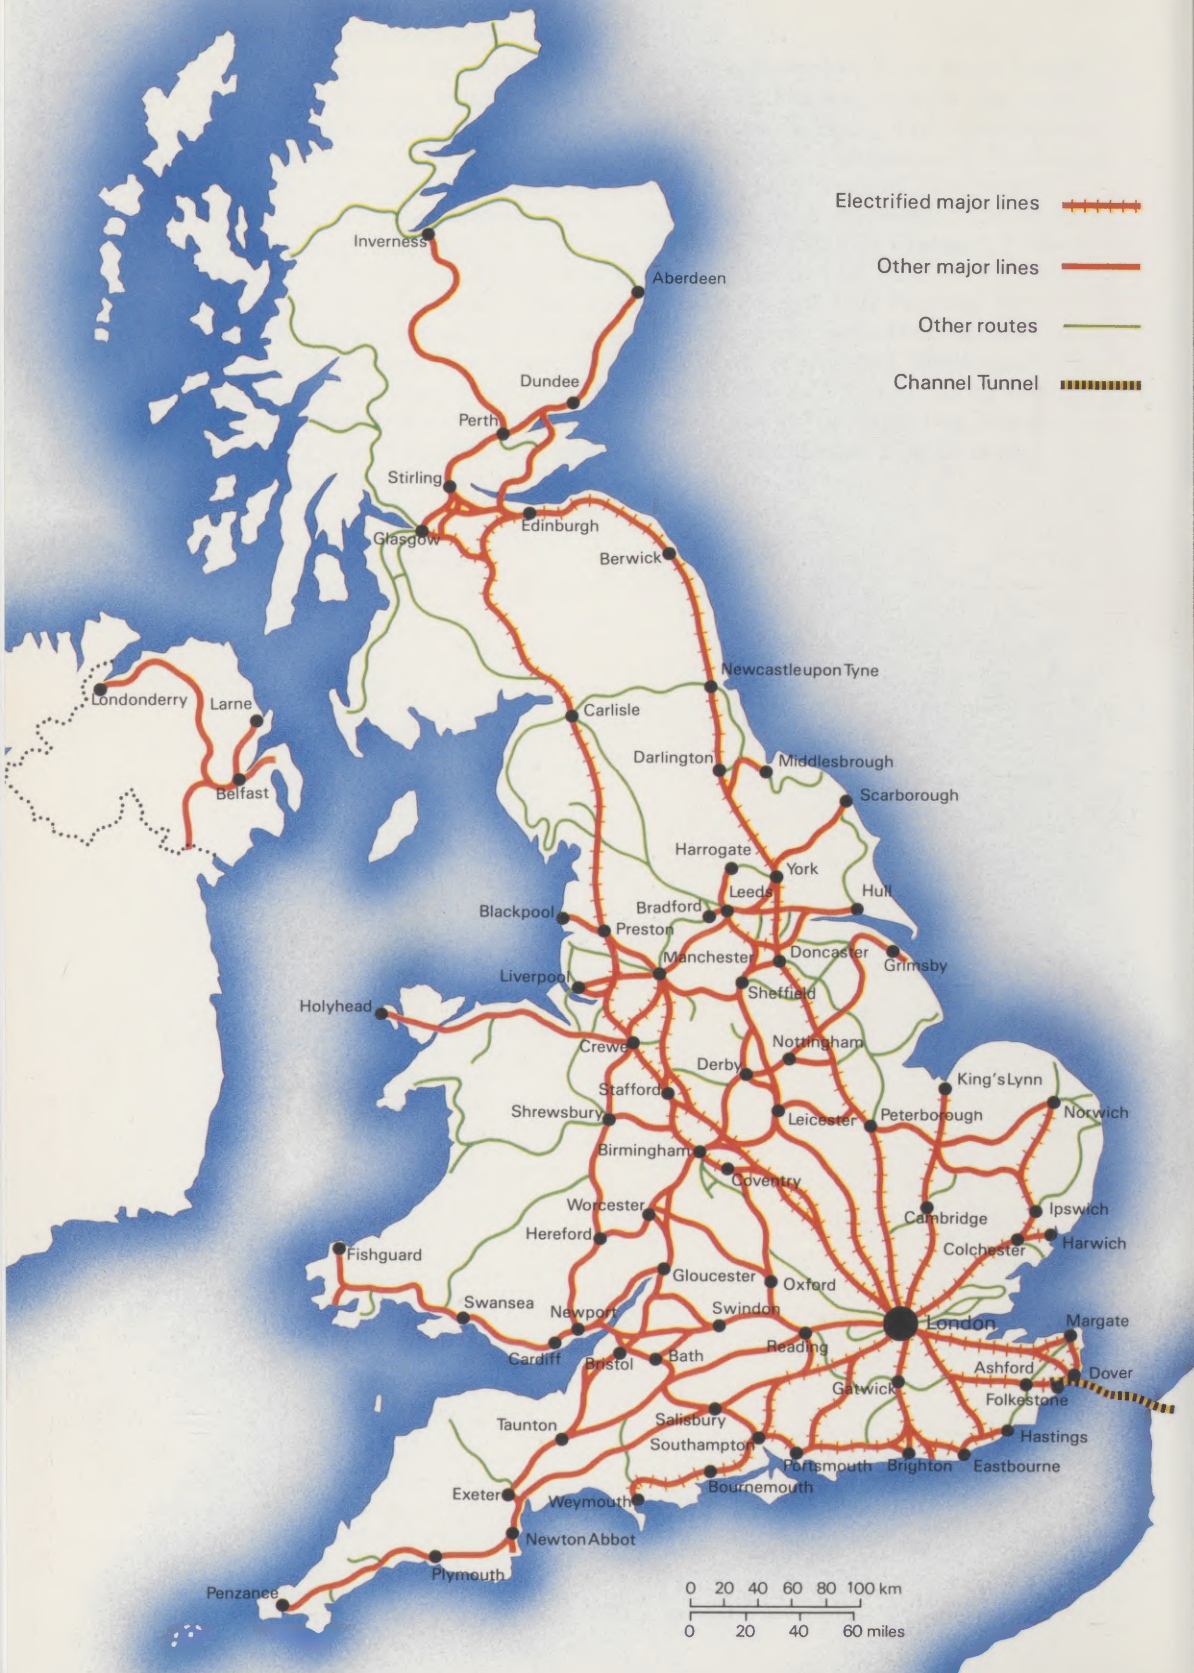 Electrified major lines
Other major lines
Other routes
Channel Tunnel
Inverness
Aberdeen
Dundee
Perth
Stirling
Glasgow
Edinburgh
Berwick
Newcastle upon Tyne
Londonderry
Larne
Carlisle
Belfast
Darlington
Middlesbrough
Scarborough
Harrogate
York
Leeds
Hull
Blackpool
Bradford
Preston
Manchester
Doncaster
Grimsby
Liverpool
Sheffield
Holyhead
Crewe
Nottingham
Derby
Stafford
King's Lynn
Shrewsbury
Leicester
Peterborough
Norwich
Birmingham
Coventry
Worcester
Cambridge
Ipswich
Hereford
Colchester
Harwich
Fishguard
Gloucester
Oxford
Swansea
Newport
Swindon
London
Margate
Cardiff
Bristol
Bath
Reading
Ashford
Dover
Gatwick
Folkestone
Taunton
Salisbury
Southampton
Hastings
Portsmouth
Brighton
Eastbourne
Exeter
Weymouth
Bournemouth
Newton Abbot
Plymouth
Penzance
0 20 40 60 80 100 km
0 20 40 60 miles